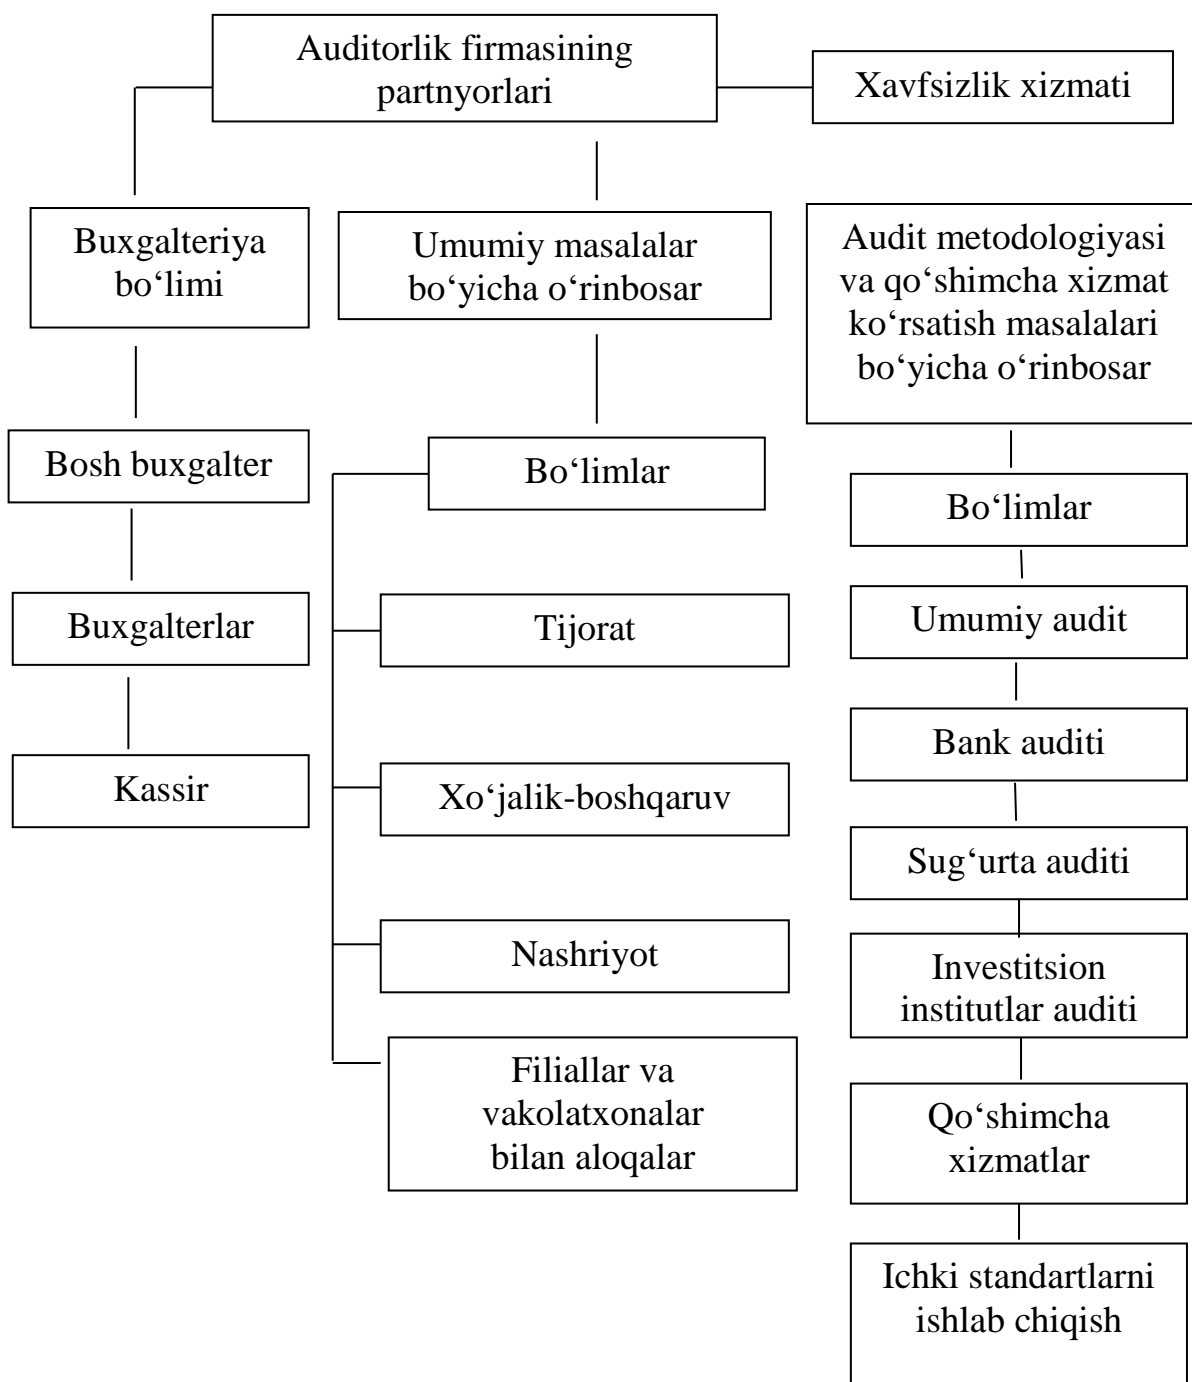 Auditorlik firmasining
partnyorlari
Xavfsizlik xizmati
Buxgalteriya
bo‘limi
Umumiy masalalar
bo‘yicha o‘rinbosar
Audit metodologiyasi
va qo‘shimcha xizmat
ko‘rsatish masalalari
bo‘yicha o‘rinbosar
Bosh buxgalter
Buxgalterlar
Kassir
Bo‘limlar
Tijorat
Xo‘jalik-boshqaruv
Nashriyot
Filiallar va
vakolatxonalar
bilan aloqalar
Bo‘limlar
Umumiy audit
Bank auditi
Sug‘urta auditi
Investitsion
institutlar auditi
Qo‘shimcha
xizmatlar
Ichki standartlarni
ishlab chiqish